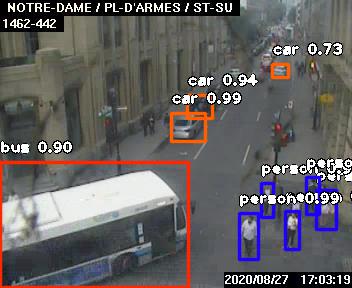 NOTRE-DAME / PL-D'ARMES / ST-SU
1462-442
car 0.73
car 0.94
car 0.99
bus 0.90
person 0.99
2020/08/27 17:03:19